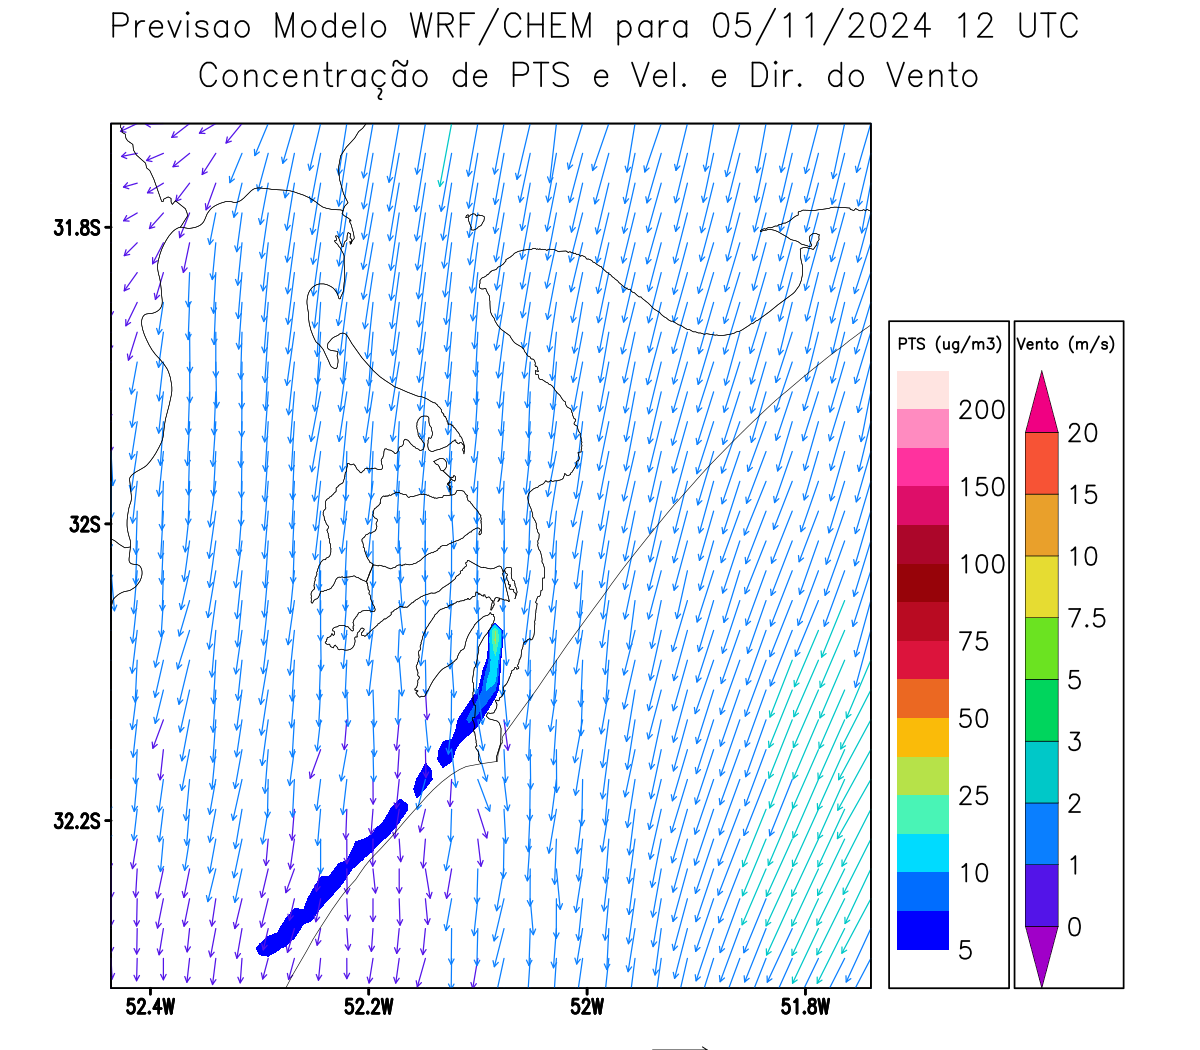 Previsao Modelo WRF/CHEM para 05/11/2024 12 UTC
Concentração de PTS e Vel. e Dir. do Vento
31.8S
32S
32.2S
52.4W 52.2W 52W 51.8W
PTS (ug/m3)
200
150
100
75
50
25
10
5
Vento (m/s)
20
15
10
7.5
5
3
2
1
0